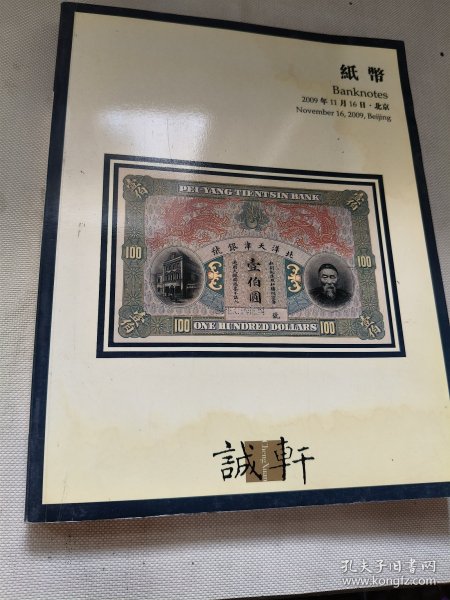 紙幣
Banknotes
2009年11月16日·北京
November 16, 2009, Beijing
PEI-YANG TIENTSIN BANK
號銀津天洋北
100
100
壹伯圓
號
100 ONE HUNDRED DOLLARS 100
誠軒
孔夫子旧书网
www.kongfz.com